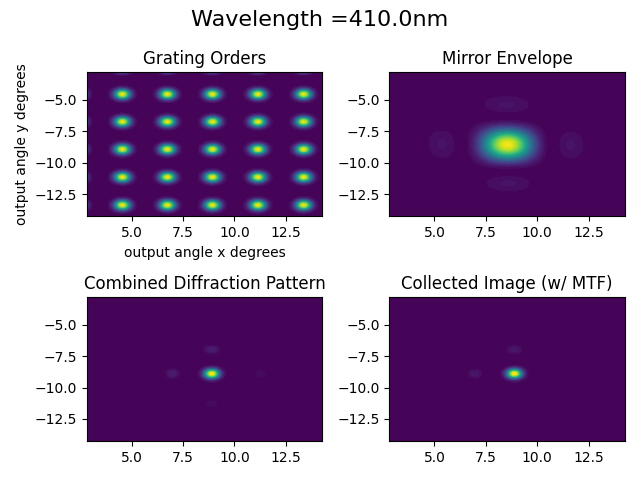 Wavelength =410.0nm
Grating Orders
Mirror Envelope
output angle y degrees
−5.0
−7.5
−10.0
−12.5
5.0 7.5 10.0 12.5
output angle x degrees
−5.0
−7.5
−10.0
−12.5
5.0 7.5 10.0 12.5
Combined Diffraction Pattern
Collected Image (w/ MTF)
−5.0
−7.5
−10.0
−12.5
5.0 7.5 10.0 12.5
−5.0
−7.5
−10.0
−12.5
5.0 7.5 10.0 12.5